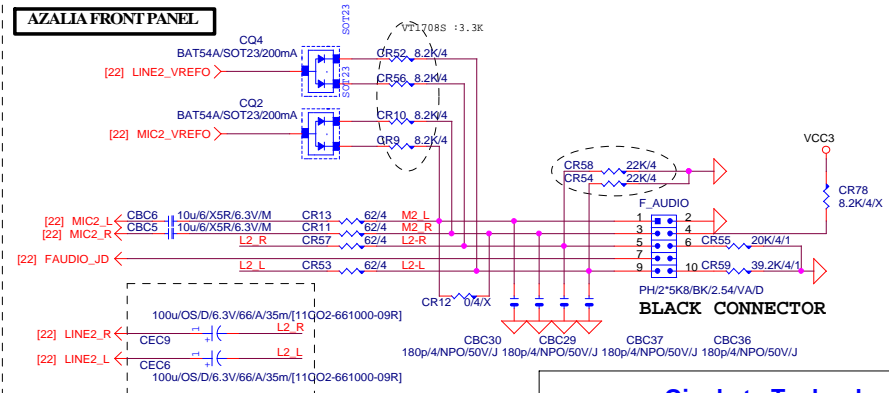 AZALIA FRONT PANEL
SOT23
VT1708S :3.3K
CQ4
BAT54A/SOT23/200mA
CR52 8.2K/4
[22] LINE2_VREFO
CR56 8.2K/4
SOT23
CQ2
BAT54A/SOT23/200mA
CR10 8.2K/4
[22] MIC2_VREFO
CR9 8.2K/4
VCC3
CR58 22K/4
CR54 22K/4
CR78
8.2K/4/X
F_AUDIO
[22] MIC2_L CBC6 10u/6/X5R/6.3V/M CR13 62/4 M2_L 1 2
[22] MIC2_R CBC5 10u/6/X5R/6.3V/M CR11 62/4 M2_R 3 4
L2_R CR57 62/4 L2-R 5 6 CR55 20K/4/1
[22] FAUDIO_JD 7
L2_L CR53 62/4 L2-L 9 10 CR59 39.2K/4/1
PH/2*5K8/BK/2.54/VA/D
BLACK CONNECTOR
CR12 0/4/X
100u/OS/D/6.3V/66/A/35m/[11CO2-661000-09R]
[22] LINE2_R 1 + L2_R
CEC9
[22] LINE2_L 1 + L2_L
CEC6
100u/OS/D/6.3V/66/A/35m/[11CO2-661000-09R]
CBC30 CBC29 CBC37 CBC36
180p/4/NPO/50V/J 180p/4/NPO/50V/J 180p/4/NPO/50V/J 180p/4/NPO/50V/J